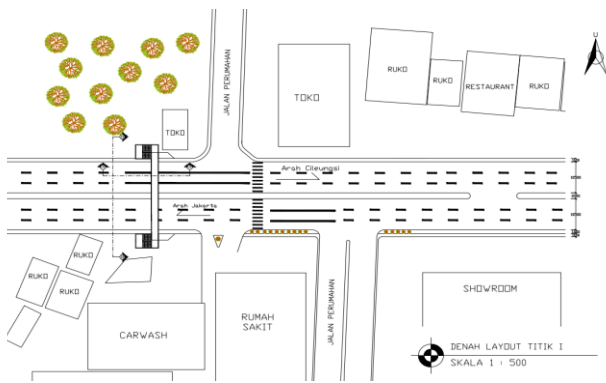 U
JALAN PERUMAHAN
RUKO
RUKO
RESTAURANT
RUKO
TOKO
TOKO
Arah Cileungsi
Arah Jakarta
RUKO
RUKO
RUKO
CARWASH
RUMAH
SAKIT
JALAN PERUMAHAN
SHOWROOM
DENAH LAYOUT TITIK I
SKALA 1 : 500